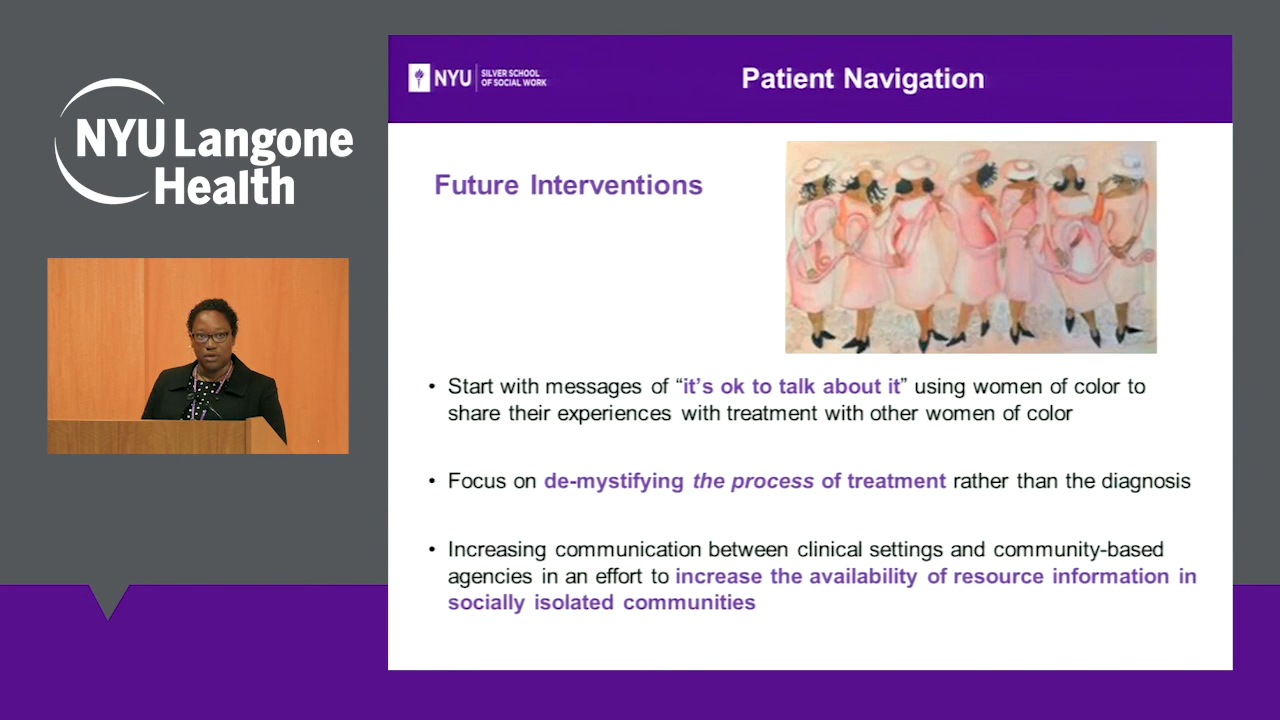 NYU Langone
Health
NYU
SILVER SCHOOL
OF SOCIAL WORK
Patient Navigation
Future Interventions
• Start with messages of “it’s ok to talk about it” using women of color to
share their experiences with treatment with other women of color
• Focus on de-mystifying the process of treatment rather than the diagnosis
• Increasing communication between clinical settings and community-based
agencies in an effort to increase the availability of resource information in
socially isolated communities